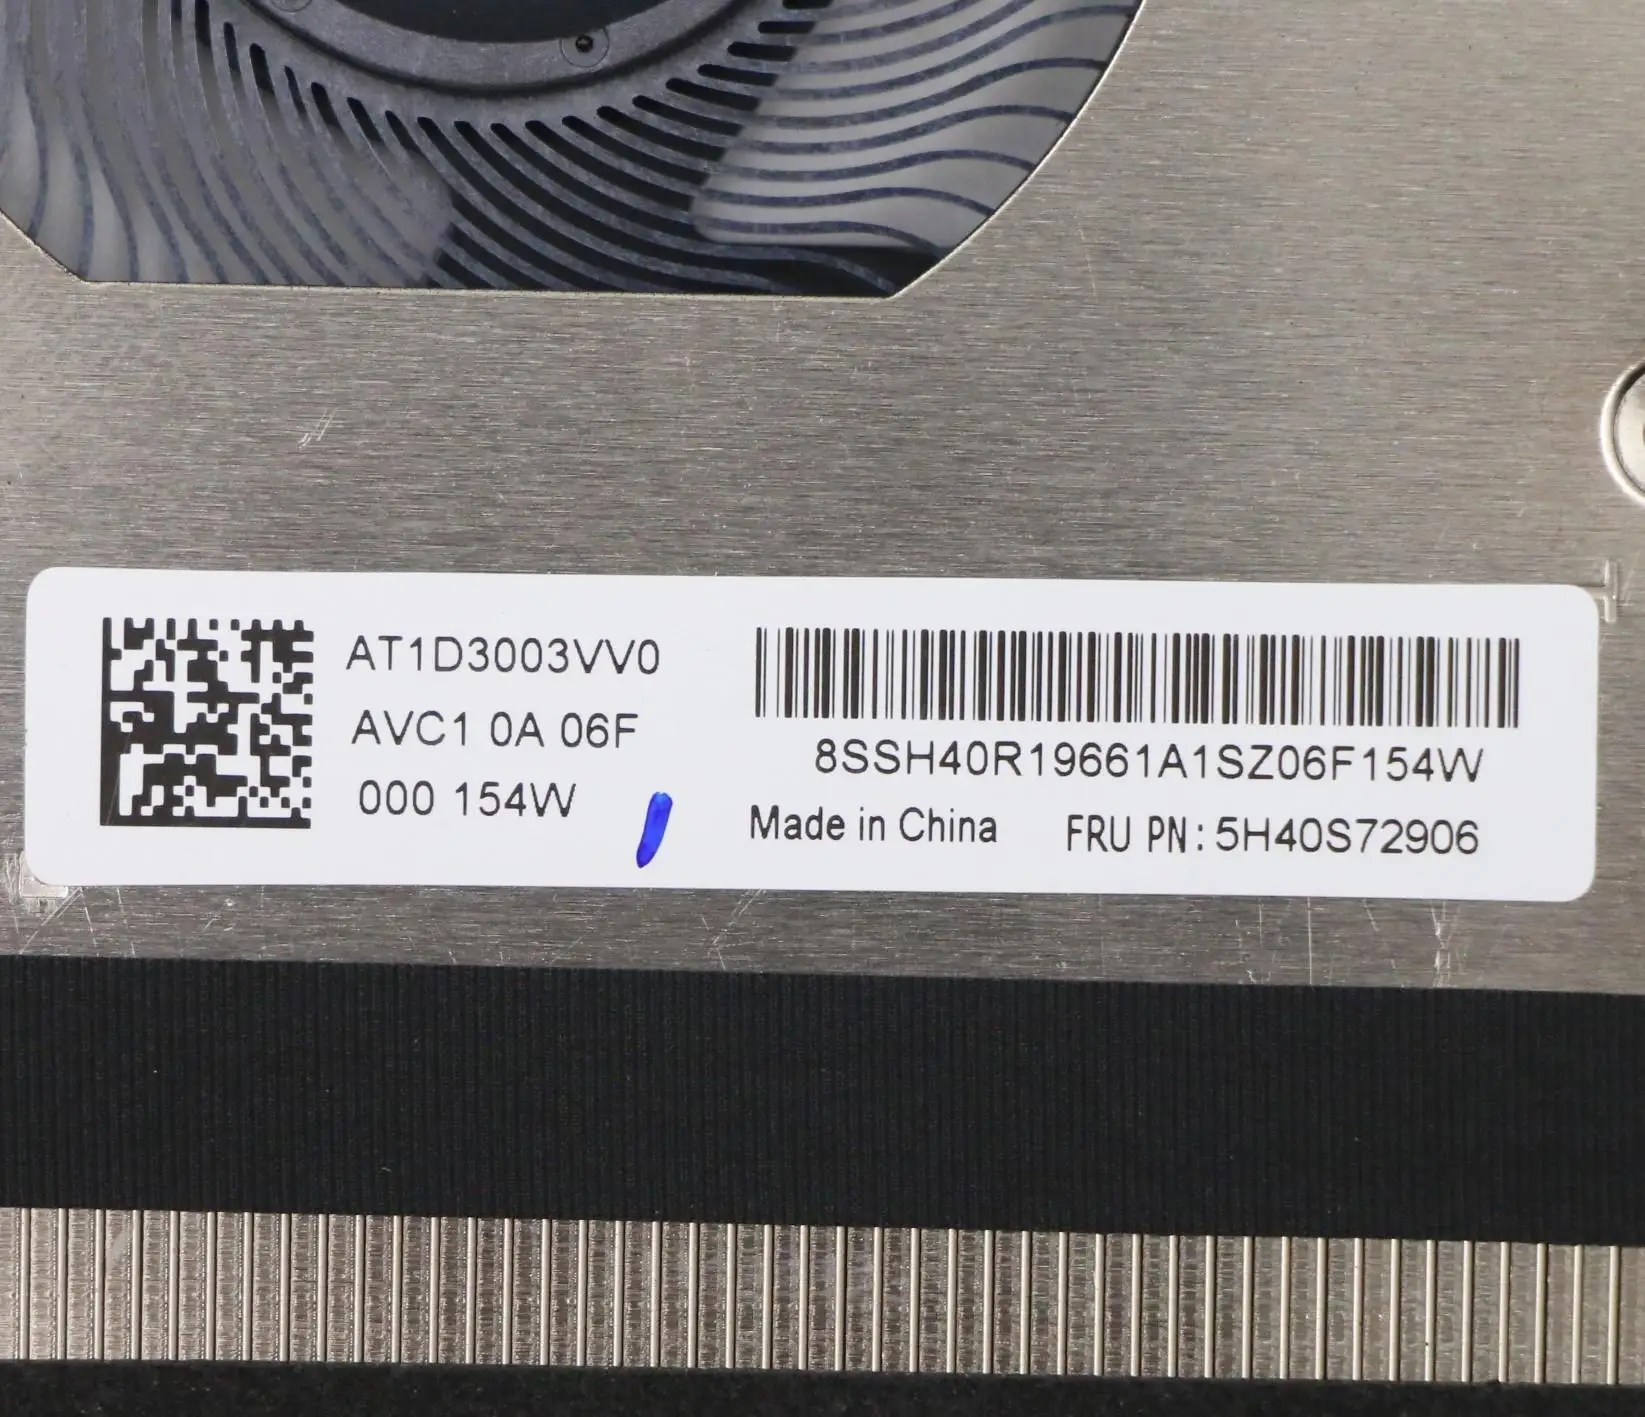 AT1D3003VV0
AVC1 0A 06F
000 154W
8SSH40R19661A1SZ06F154W
Made in China
FRU PN: 5H40S72906